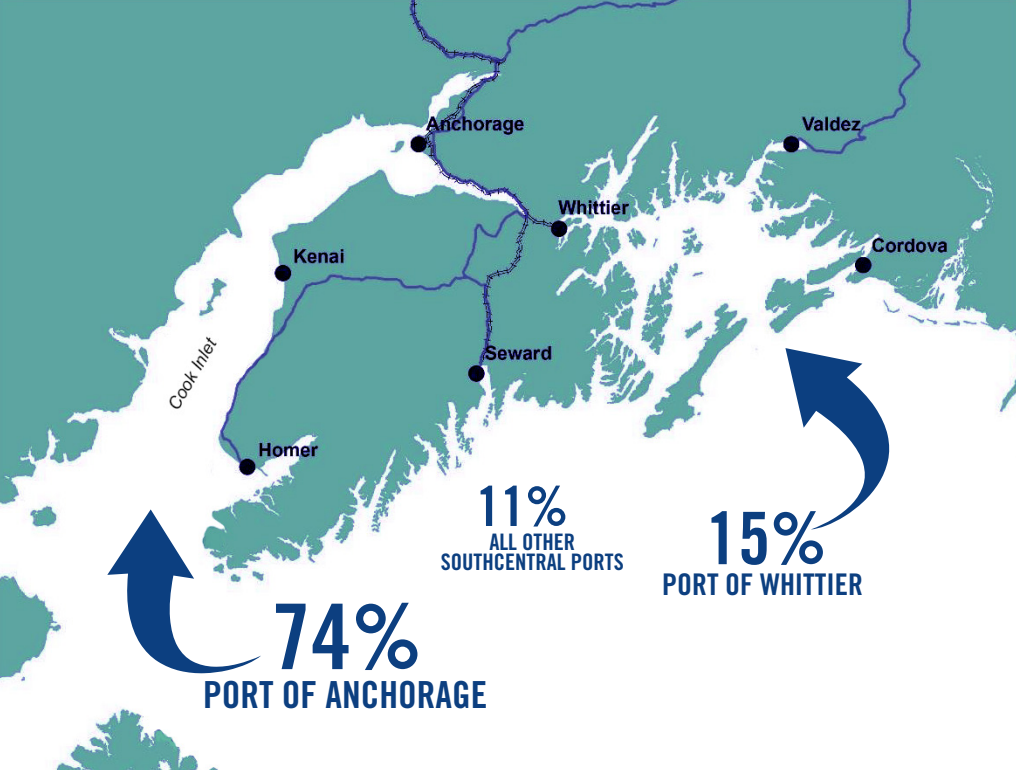 Anchorage
Valdez
Whittier
Cordova
Kenai
Cook Inlet
Seward
Homer
11%
ALL OTHER
SOUTHCENTRAL PORTS
15%
PORT OF WHITTIER
74%
PORT OF ANCHORAGE